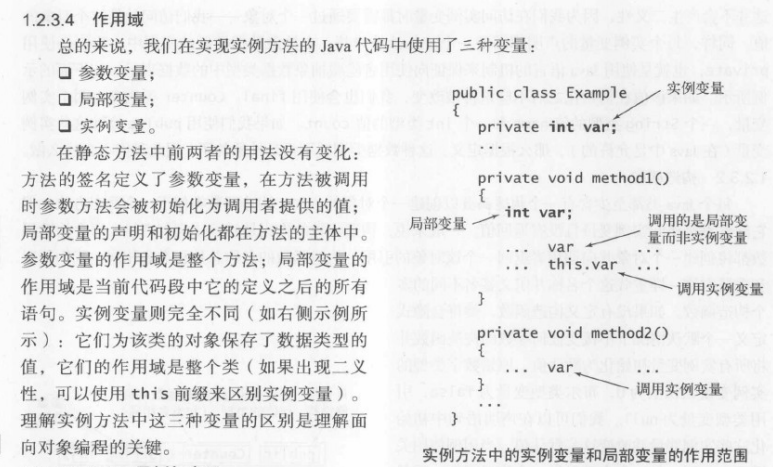 1.2.3.4 作用域
总的来说，我们在实现实例方法的 Java 代码中使用了三种变量：
❑ 参数变量；
❑ 局部变量；
❑ 实例变量。
在静态方法中前两者的用法没有变化：
方法的签名定义了参数变量，在方法被调用
时参数方法会被初始化为调用者提供的值；
局部变量的声明和初始化都在方法的主体中。
参数变量的作用域是整个方法；局部变量的
作用域是当前代码段中它的定义之后的所有
语句。实例变量则完全不同（如右侧示例所
示）：它们为该类的对象保存了数据类型的
值，它们的作用域是整个类（如果出现二义
性，可以使用 this 前缀来区别实例变量）。
理解实例方法中这三种变量的区别是理解面
向对象编程的关键。
public class Example
实例变量
{
private int var;
...
private void method1()
{
局部变量
int var;
调用的是局部变
量而非实例变量
... var ...
... this.var ...
调用实例变量
}
private void method2()
{
... var ...
调用实例变量
}
...
}
实例方法中的实例变量和局部变量的作用范围